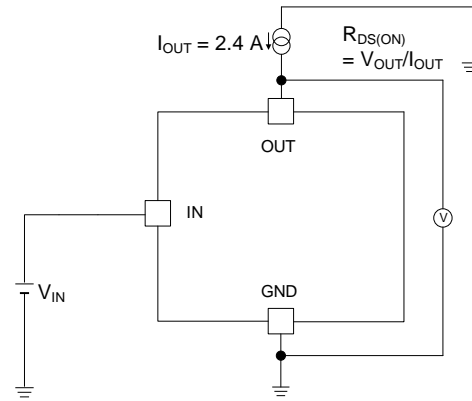 I_OUT = 2.4 A
R_DS(ON)
= V_OUT/I_OUT
OUT
IN
V
GND
V_IN